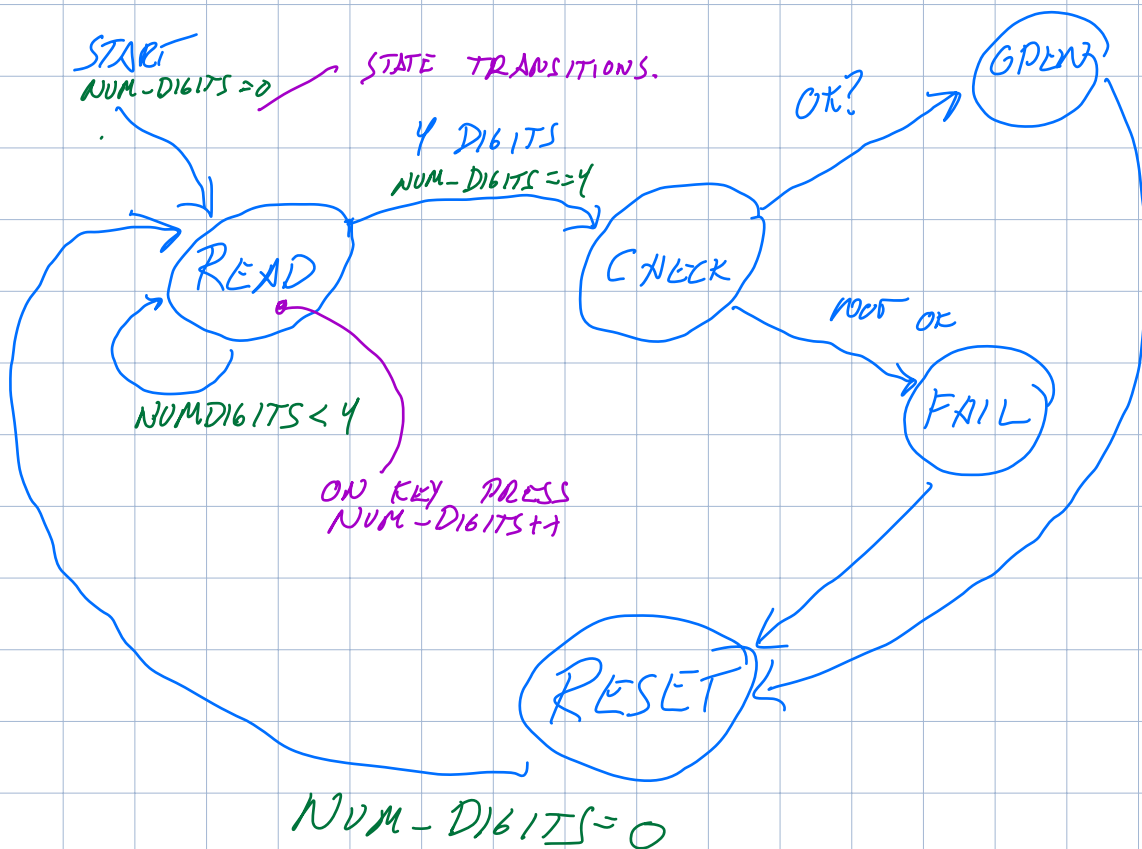 START
NUM-DIGITS=0
STATE TRANSITIONS.
4 DIGITS
NUM-DIGITS==4
OK?
OPEN
READ
CHECK
NOT OK
FAIL
NUMDIGITS<4
ON KEY PRESS
NUM-DIGITS++
RESET
NUM-DIGITS=0